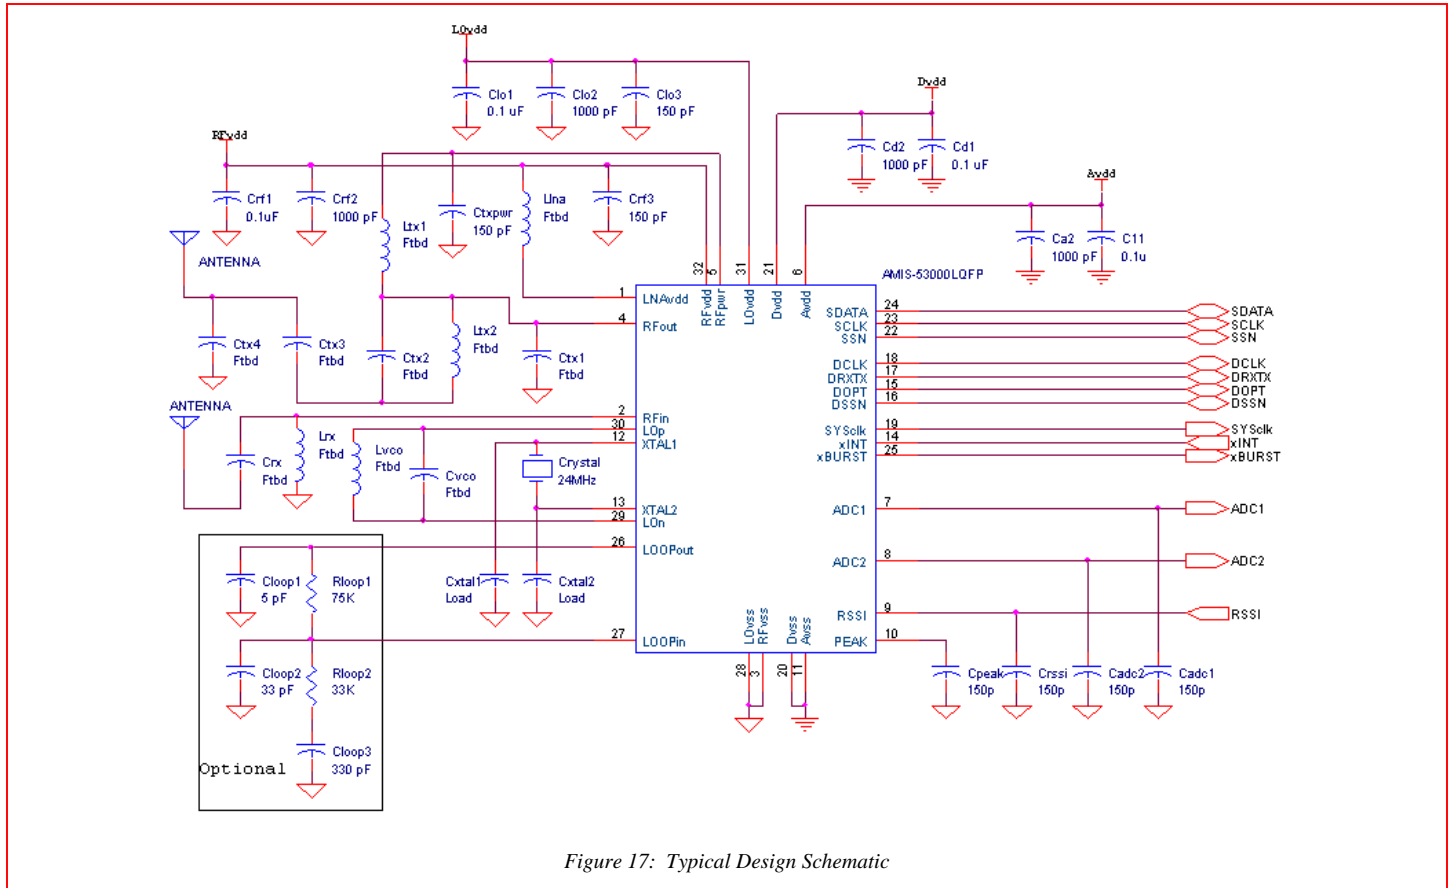 LOvdd
Clo1
0.1 uF
Clo2
1000 pF
Clo3
150 pF
Dvdd
Cd2
1000 pF
Cd1
0.1 uF
RFvdd
Avdd
Crf1
0.1uF
Crf2
1000 pF
Ltx1
Ftbd
Ctxpwr
150 pF
Llna
Ftbd
Crf3
150 pF
Ca2
1000 pF
C11
0.1u
ANTENNA
32
5
31
21
6
AMIS-53000LQFP
1
LNAvdd
4
RFout
RFvdd
RFpwr
LOvdd
Dvdd
Avdd
SDATA
24
SDATA
SCLK
23
SCLK
SSN
22
SSN
Ctx4
Ftbd
Ctx3
Ftbd
Ctx2
Ftbd
Ltx2
Ftbd
Ctx1
Ftbd
DCLK
18
DCLK
DRXTX
17
DRXTX
DOPT
15
DOPT
DSSN
16
DSSN
ANTENNA
2
RFin
30
LOp
12
XTAL1
SYSclk
19
SYSclk
xINT
14
xINT
xBURST
25
xBURST
Crx
Ftbd
Lrx
Ftbd
Lvco
Ftbd
Cvco
Ftbd
Crystal
24MHz
13
XTAL2
29
LOn
ADC1
7
ADC1
26
LOOPout
ADC2
8
ADC2
Cloop1
5 pF
Rloop1
75K
Cxtal1
Load
Cxtal2
Load
RSSI
9
RSSI
27
LOOPin
PEAK
10
LOvss
RFvss
Dvss
Avss
28
3
20
11
Cloop2
33 pF
Rloop2
33K
Cpeak
150p
Crssi
150p
Cadc2
150p
Cadc1
150p
Cloop3
330 pF
Optional
Figure 17: Typical Design Schematic